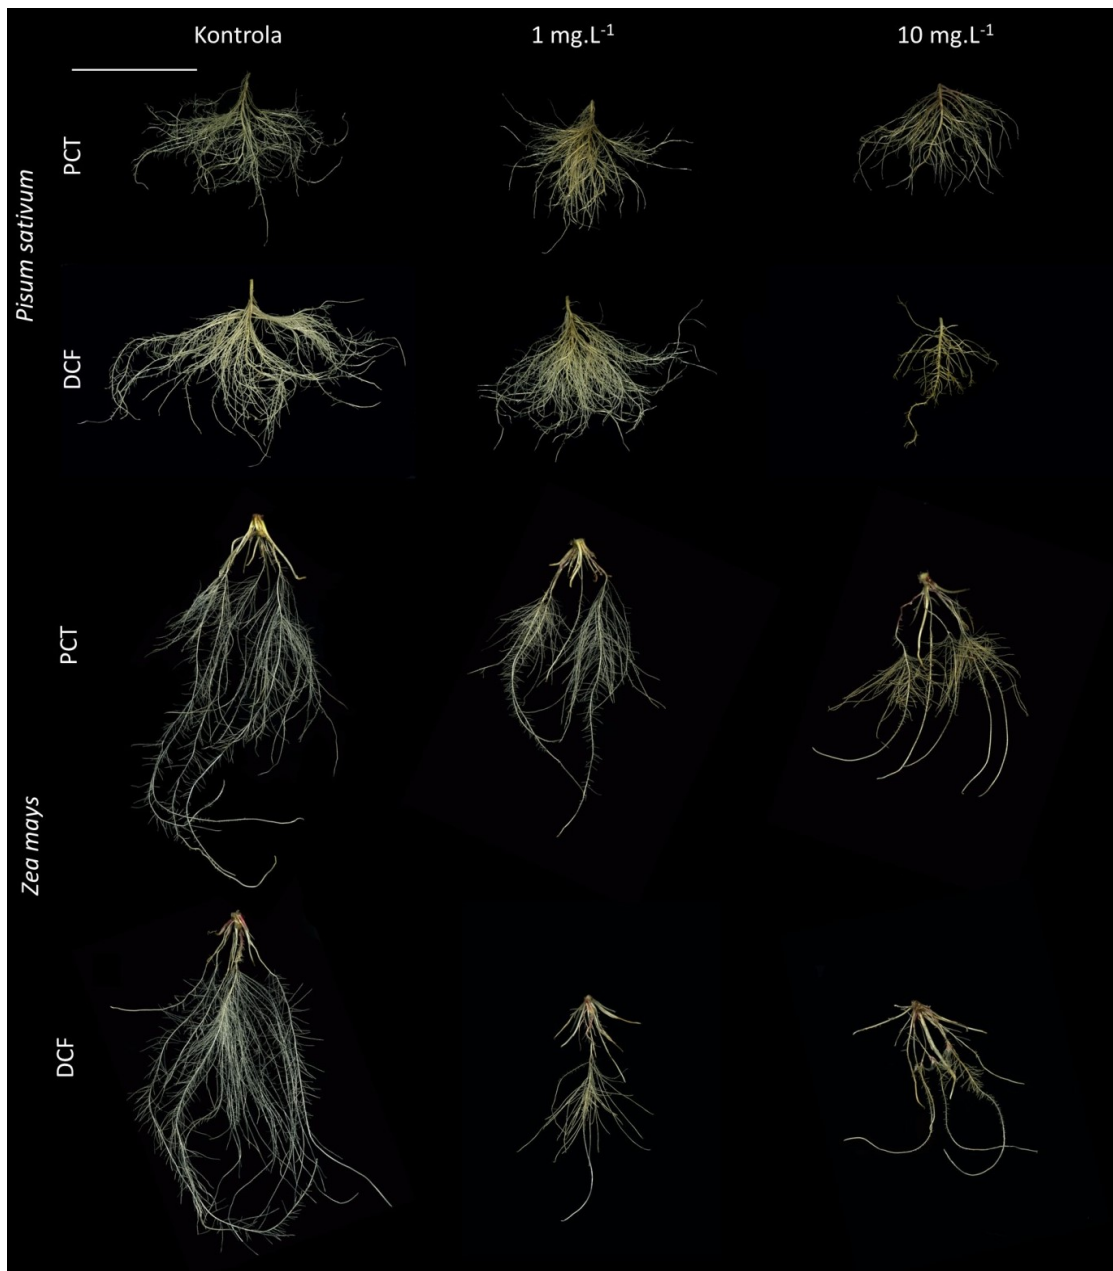 Kontrola 1 mg.L⁻¹ 10 mg.L⁻¹
Pisum sativum
PCT
DCF
Zea mays
PCT
DCF